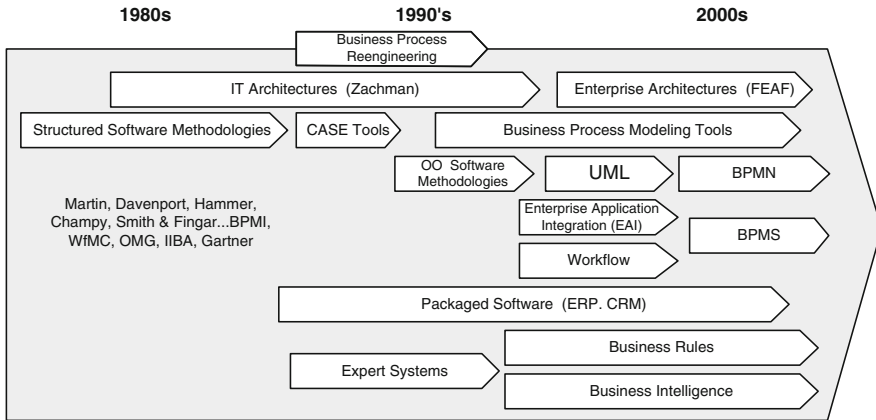 1980s 1990's 2000s
Business Process
Reengineering
IT Architectures (Zachman)
Enterprise Architectures (FEAF)
Structured Software Methodologies
CASE Tools
Business Process Modeling Tools
OO Software
Methodologies
UML
BPMN
Martin, Davenport, Hammer,
Champy, Smith & Fingar...BPMI,
WfMC, OMG, IIBA, Gartner
Enterprise Application
Integration (EAI)
BPMS
Workflow
Packaged Software (ERP. CRM)
Business Rules
Expert Systems
Business Intelligence